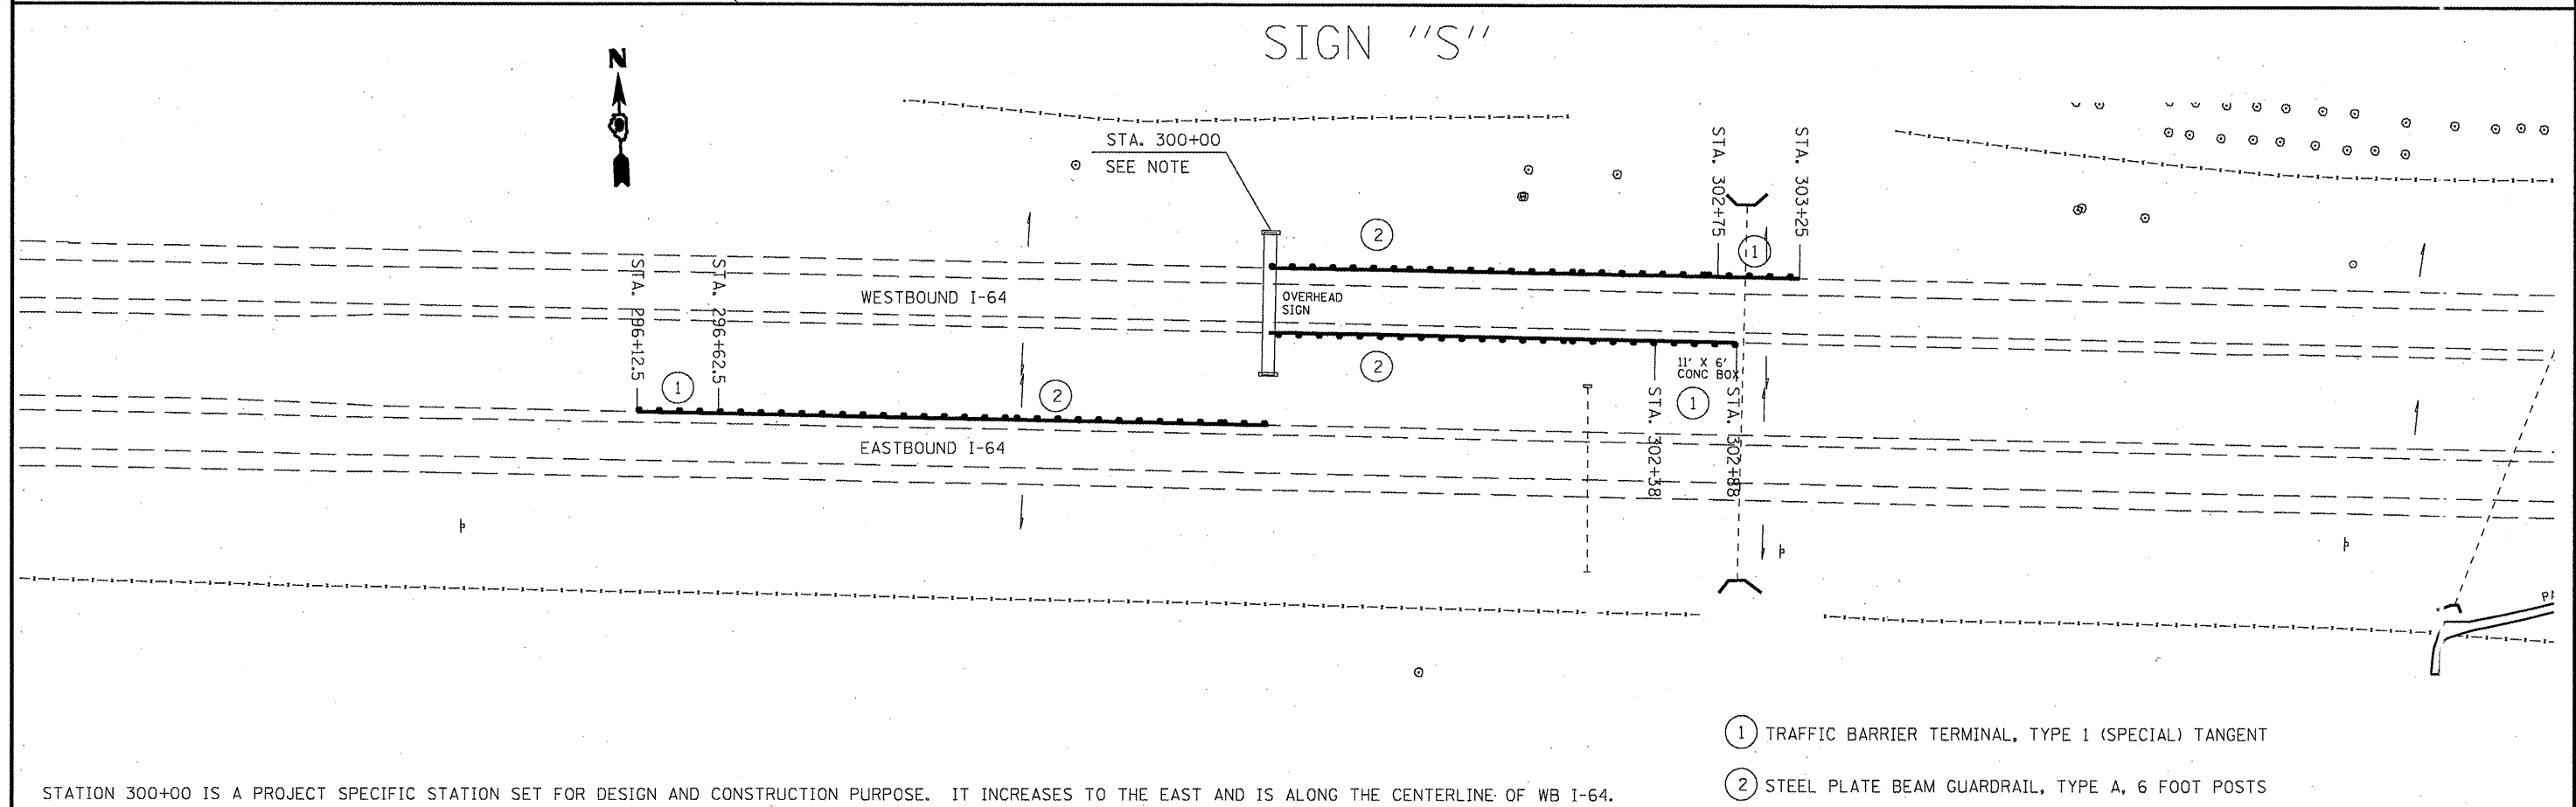 SIGN "S"
N
STA. 300+00
SEE NOTE
STA. 302+75
STA. 303+25
2
1
STA. 296+12.5
STA. 296+62.5
WESTBOUND I-64
OVERHEAD
SIGN
2
11' X 6'
CONC BOX
1
2
1
STA. 302+38
STA. 302+88
EASTBOUND I-64
1 TRAFFIC BARRIER TERMINAL, TYPE 1 (SPECIAL) TANGENT
2 STEEL PLATE BEAM GUARDRAIL, TYPE A, 6 FOOT POSTS
STATION 300+00 IS A PROJECT SPECIFIC STATION SET FOR DESIGN AND CONSTRUCTION PURPOSE. IT INCREASES TO THE EAST AND IS ALONG THE CENTERLINE OF WB I-64.